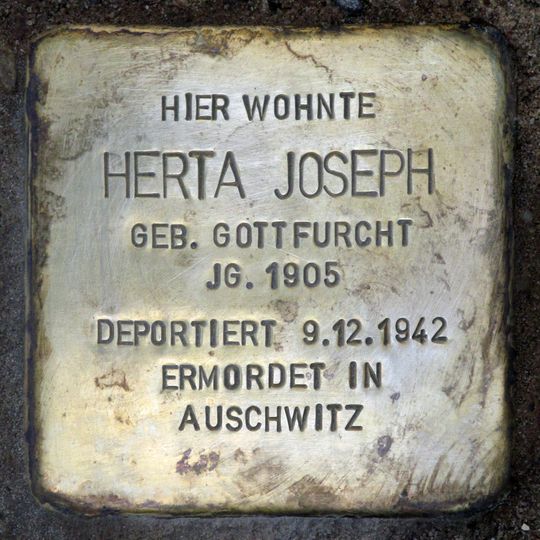 HIER WOHNTE
HERTA JOSEPH
GEB. GOTTFURCHT
JG. 1905
DEPORTIERT 9.12.1942
ERMORDET IN
AUSCHWITZ